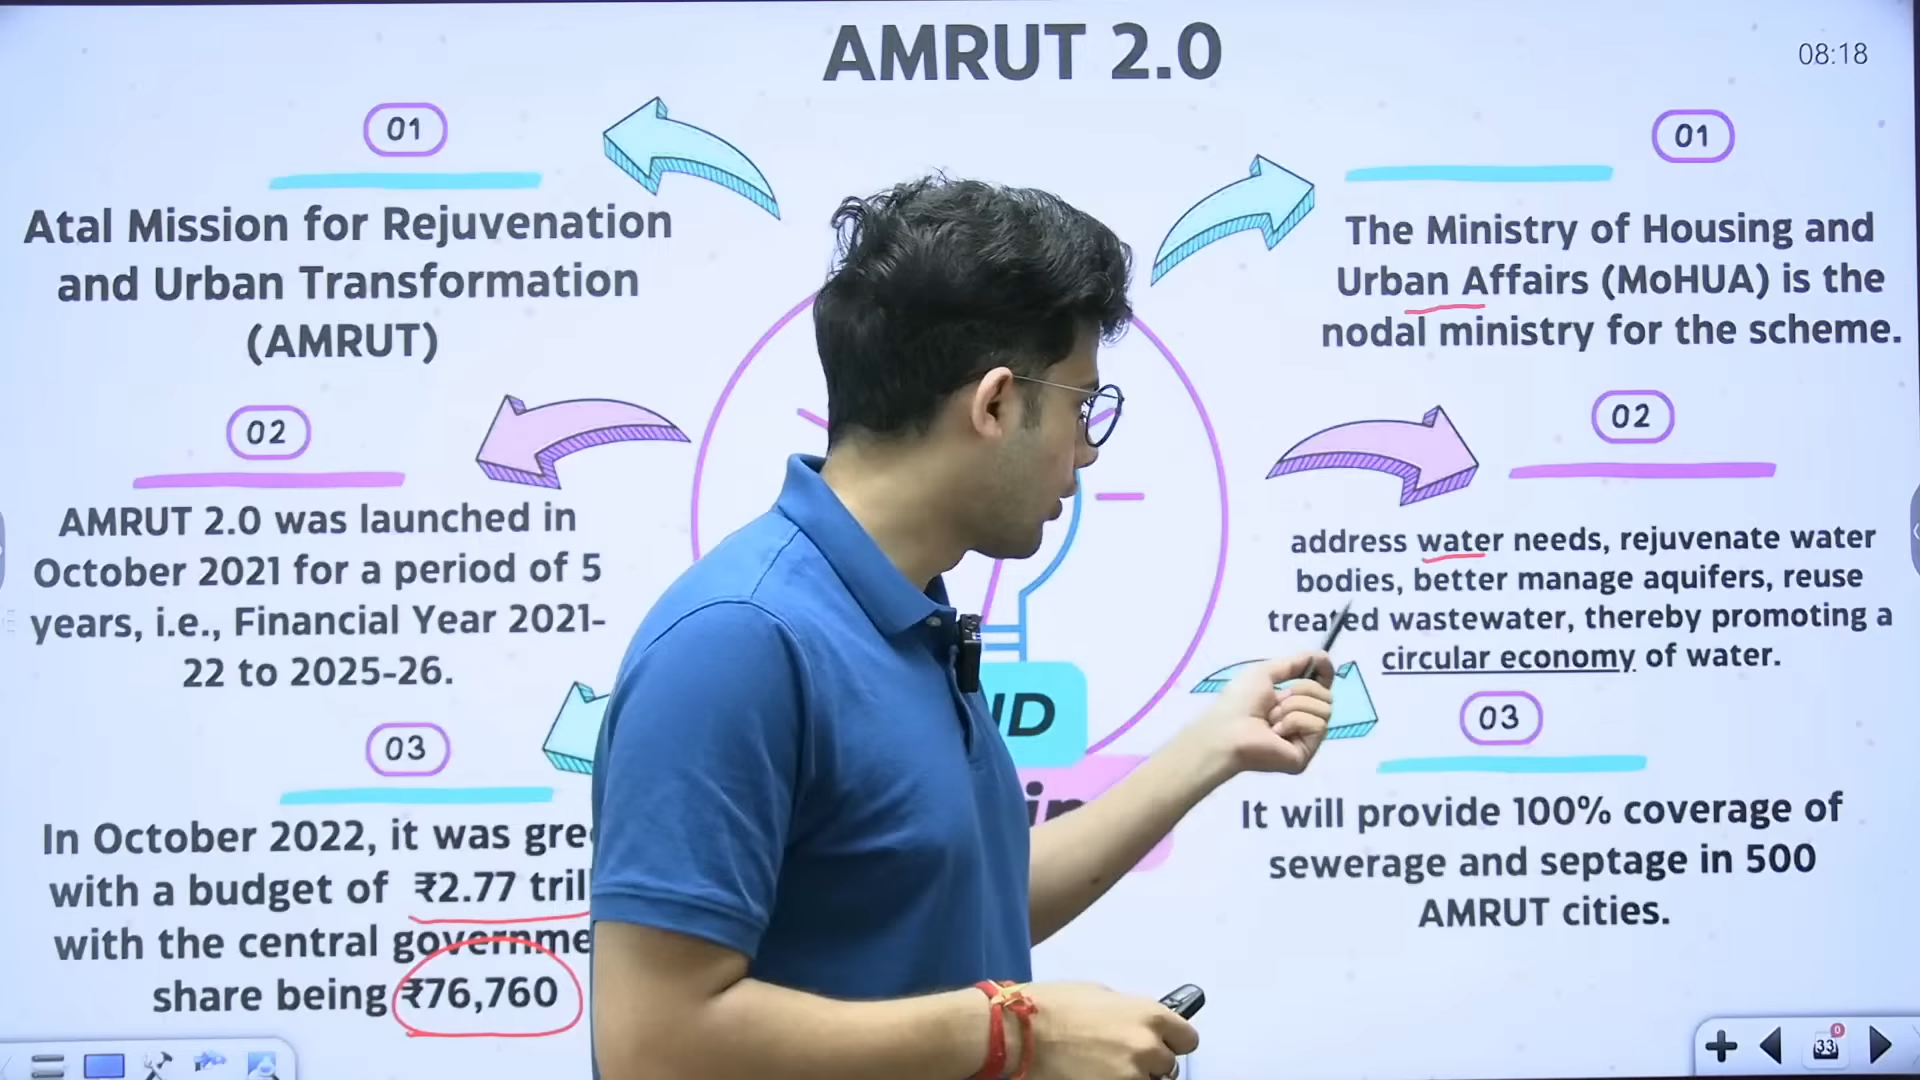 AMRUT 2.0
08:18
01
Atal Mission for Rejuvenation
and Urban Transformation
(AMRUT)
02
AMRUT 2.0 was launched in
October 2021 for a period of 5
years, i.e., Financial Year 2021-
22 to 2025-26.
03
In October 2022, it was
with a budget of ₹2.77
with the central
share being ₹76,760
01
The Ministry of Housing and
Urban Affairs (MoHUA) is the
nodal ministry for the scheme.
02
address water needs, rejuvenate water
bodies, better manage aquifers, reuse
treated wastewater, thereby promoting a
circular economy of water.
03
It will provide 100% coverage of
sewerage and septage in 500
AMRUT cities.
33
0